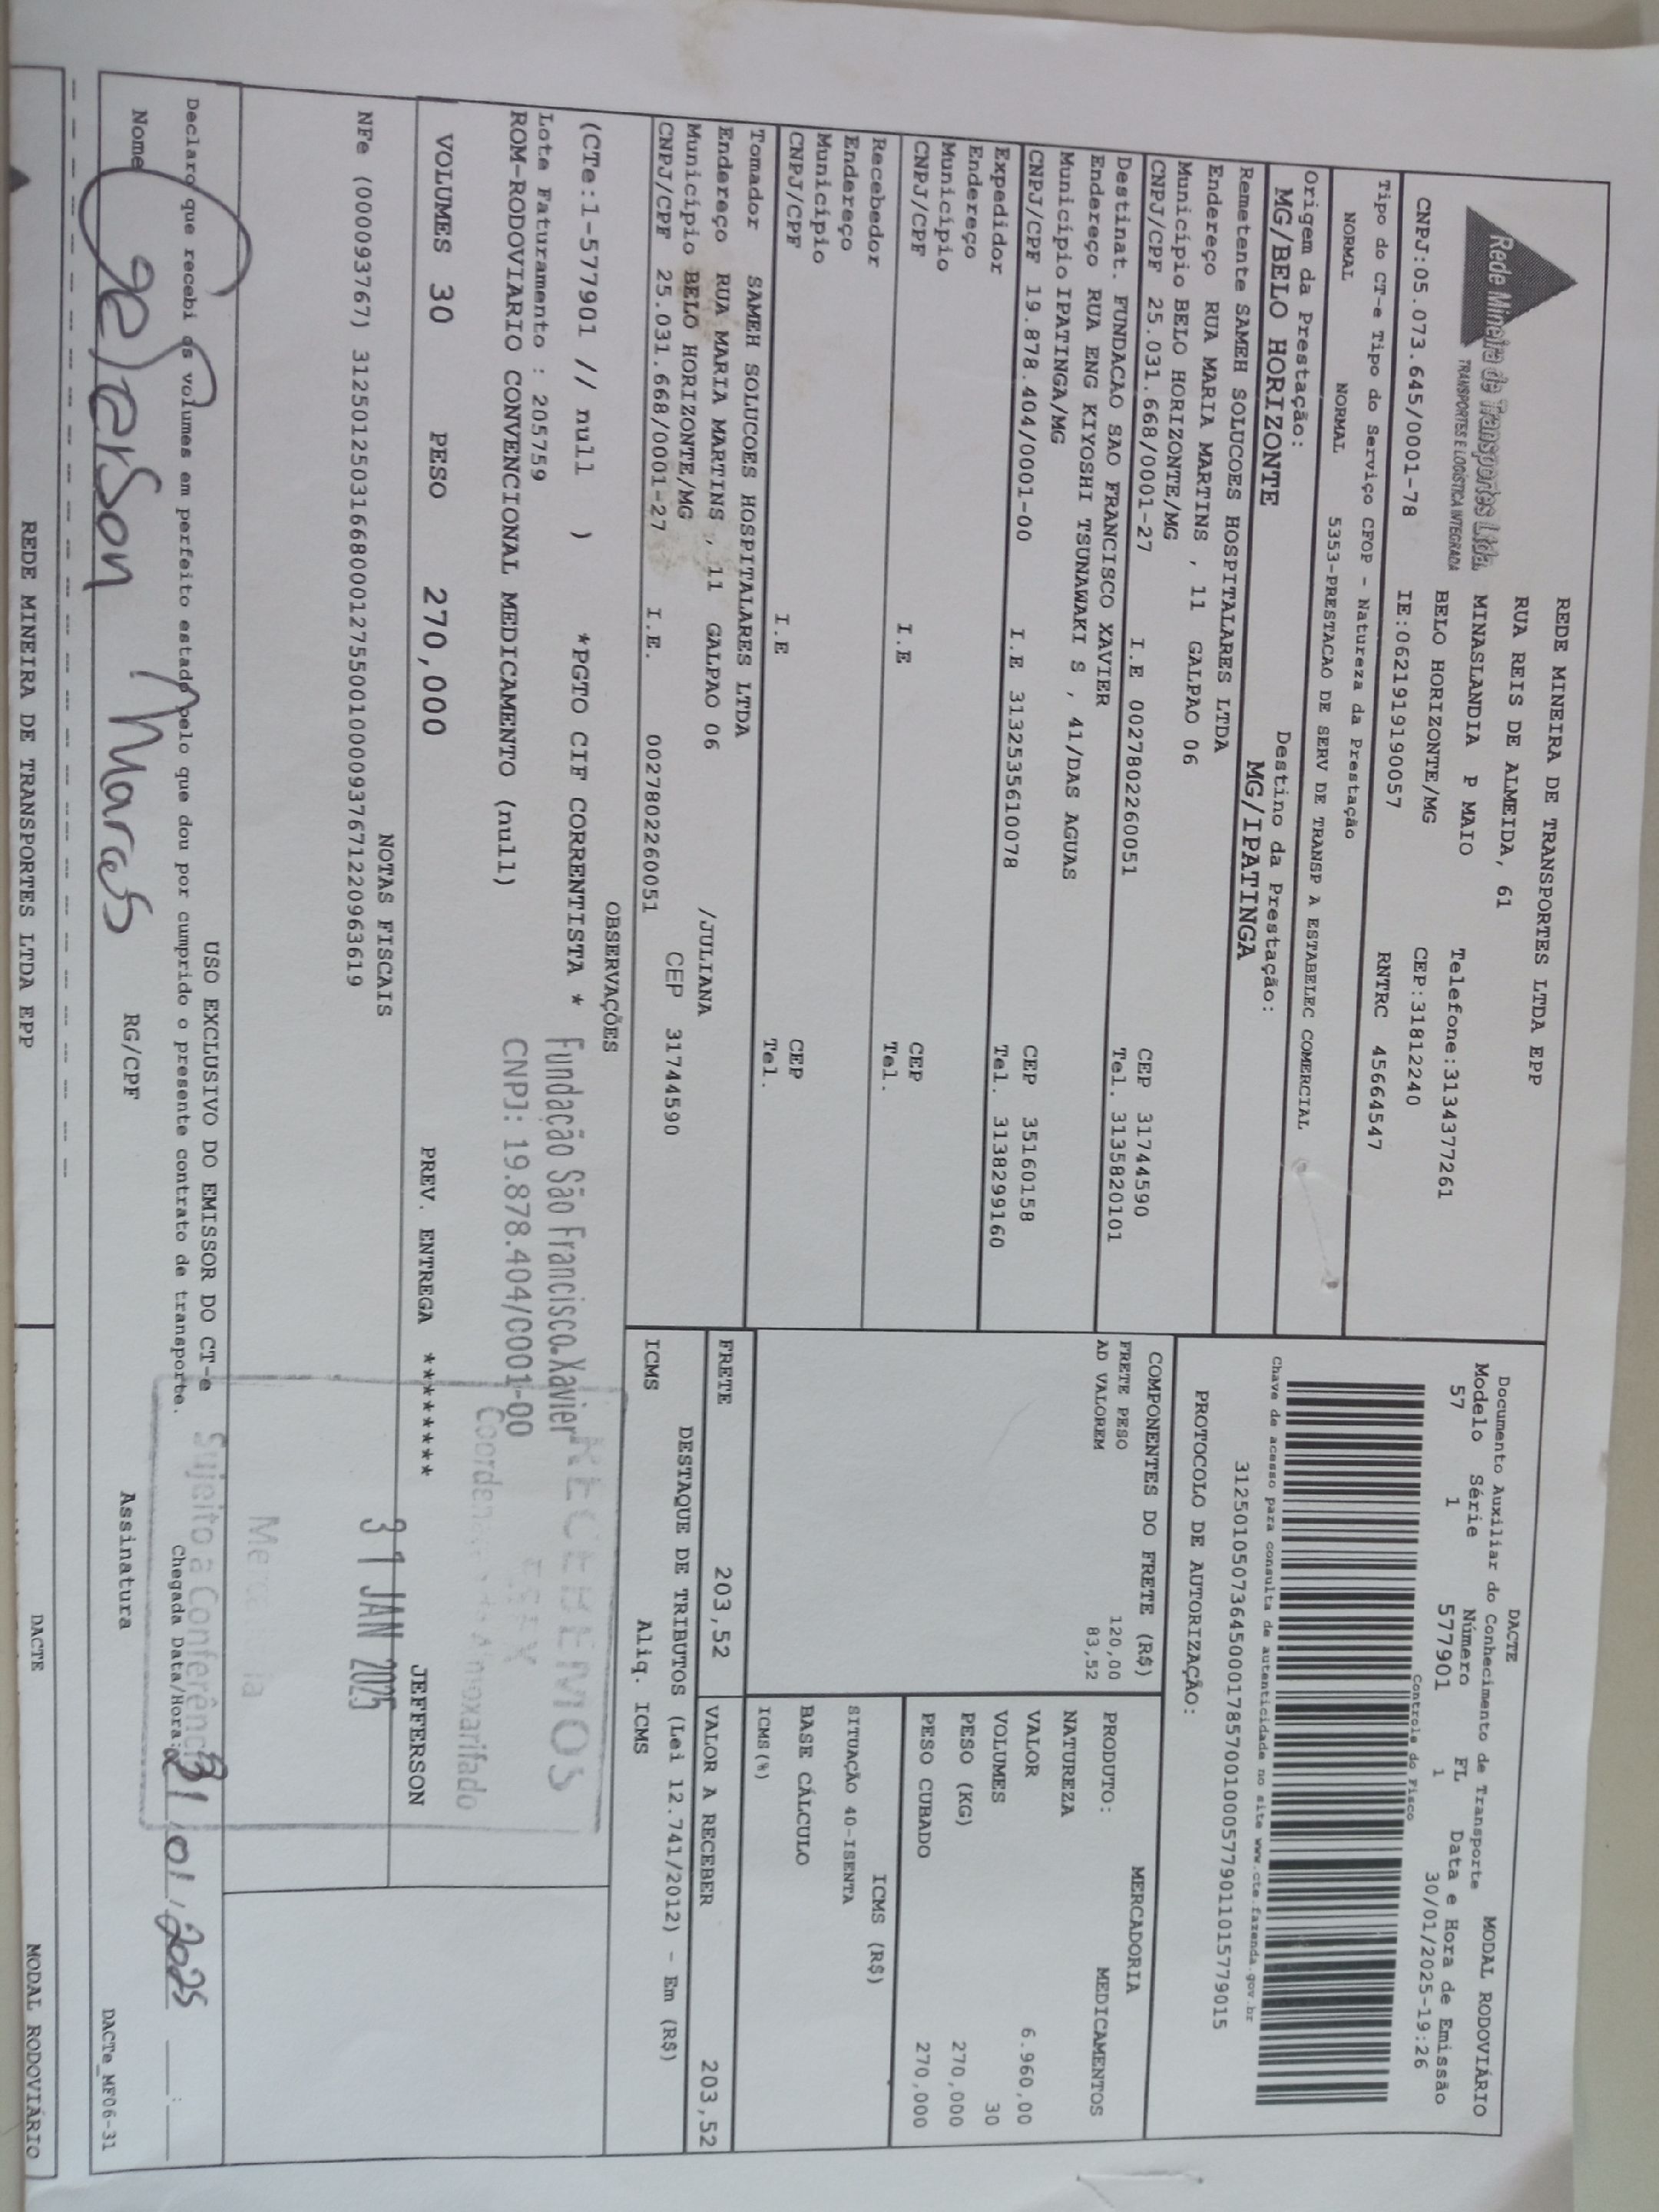 Rede Mineira de Transportes Ltda.
TRANSPORTES E LOGÍSTICA INTEGRADA
REDE MINEIRA DE TRANSPORTES LTDA EPP
RUA REIS DE ALMEIDA, 61
MINASLANDIA P MAIO Telefone:3134377261
BELO HORIZONTE/MG CEP:31812240
CNPJ:05.073.645/0001-78 IE:0621919190057 RNTRC 45664547
Tipo do CT-e Tipo do Serviço CFOP - Natureza da Prestação
NORMAL NORMAL 5353-PRESTACAO DE SERV DE TRANSP A ESTABELEC COMERCIAL
Origem da Prestação: Destino da Prestação:
MG/BELO HORIZONTE MG/IPATINGA
DACTE MODAL RODOVIÁRIO
Documento Auxiliar do Conhecimento de Transporte
Modelo Série Número FL Data e Hora de Emissão
57 1 577901 1 30/01/2025-19:26
Controle do Fisco
Chave de acesso para consulta de autenticidade no site www.cte.fazenda.gov.br
31250105073645000178570010005779011015779015
PROTOCOLO DE AUTORIZAÇÃO:
Remetente SAMEH SOLUCOES HOSPITALARES LTDA
Endereço RUA MARIA MARTINS , 11 GALPAO 06
Município BELO HORIZONTE/MG CEP 31744590
CNPJ/CPF 25.031.668/0001-27 I.E 0027802260051 Tel. 3135820101
Destinat. FUNDACAO SAO FRANCISCO XAVIER
Endereço RUA ENG KIYOSHI TSUNAWAKI S , 41/DAS AGUAS
Município IPATINGA/MG CEP 35160158
CNPJ/CPF 19.878.404/0001-00 I.E 3132535610078 Tel. 3138299160
Expedidor
Endereço
Município CEP
CNPJ/CPF I.E Tel.
Recebedor
Endereço
Município CEP
CNPJ/CPF I.E Tel.
Tomador SAMEH SOLUCOES HOSPITALARES LTDA
Endereço RUA MARIA MARTINS , 11 GALPAO 06 /JULIANA
Município BELO HORIZONTE/MG CEP 31744590
CNPJ/CPF 25.031.668/0001-27 I.E. 0027802260051
COMPONENTES DO FRETE (R$)
FRETE PESO 120,00
AD VALOREM 83,52
MERCADORIA
PRODUTO: MEDICAMENTOS
NATUREZA
VALOR 6.960,00
VOLUMES 30
PESO (KG) 270,000
PESO CUBADO 270,000
ICMS (R$)
SITUAÇÃO 40-ISENTA
BASE CÁLCULO
ICMS(%)
FRETE 203,52 VALOR A RECEBER 203,52
DESTAQUE DE TRIBUTOS (Lei 12.741/2012) - Em (R$)
ICMS Aliq. ICMS
OBSERVAÇÕES
(CTe:1-577901 // null ) *PGTO CIF CORRENTISTA *
Lote Faturamento : 205759
ROM-RODOVIARIO CONVENCIONAL MEDICAMENTO (null)
Fundação São Francisco Xavier
CNPJ: 19.878.404/0001-00
RECEBEMOS
Almoxarifado
31 JAN 2025
Sujeito a Conferência
VOLUMES 30 PESO 270,000 PREV. ENTREGA ******** JEFFERSON
NOTAS FISCAIS
NFe (000093767) 31250125031668000127550010000937671220963619
USO EXCLUSIVO DO EMISSOR DO CT-e
Declaro que recebi os volumes em perfeito estado pelo que dou por cumprido o presente contrato de transporte. Chegada Data/Hora: 31/01/2025 :
Nome RG/CPF Assinatura
DACTe_MF06-31
REDE MINEIRA DE TRANSPORTES LTDA EPP DACTE MODAL RODOVIÁRIO